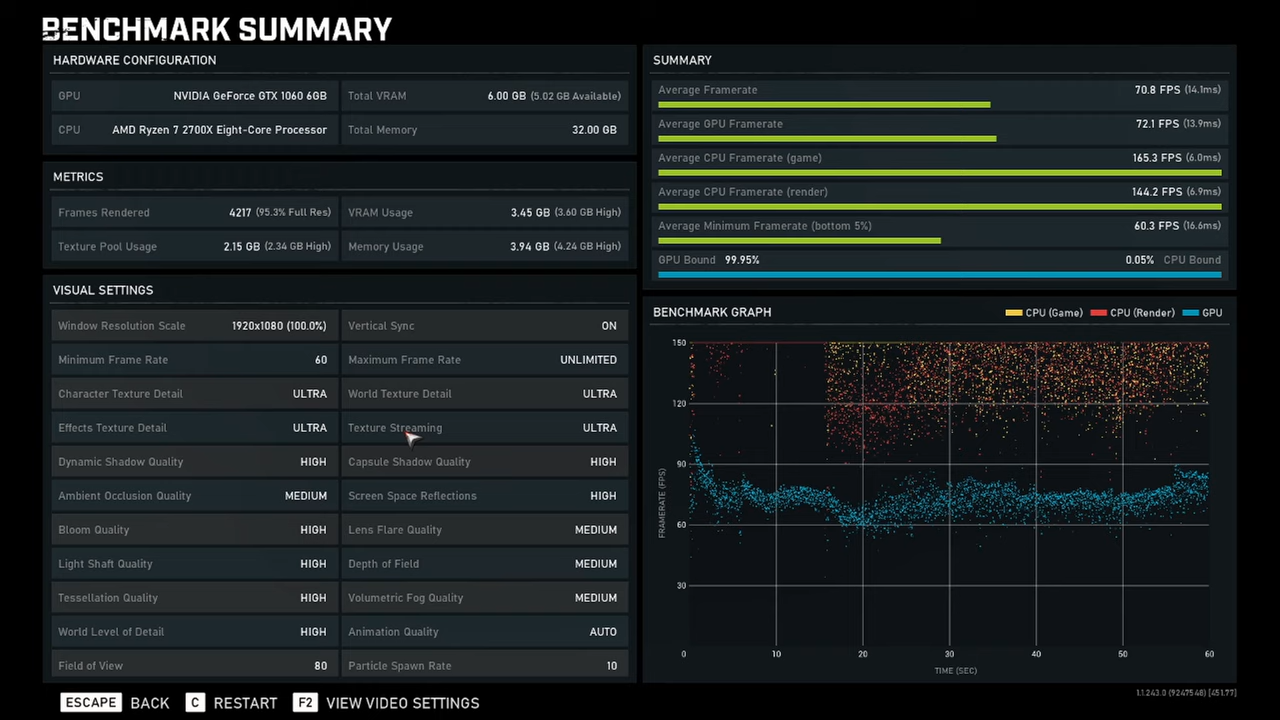 BENCHMARK SUMMARY
HARDWARE CONFIGURATION
GPU NVIDIA GeForce GTX 1060 6GB Total VRAM 6.00 GB (5.02 GB Available)
CPU AMD Ryzen 7 2700X Eight-Core Processor Total Memory 32.00 GB
METRICS
Frames Rendered 4217 (95.3% Full Res) VRAM Usage 3.45 GB (3.60 GB High)
Texture Pool Usage 2.15 GB (2.34 GB High) Memory Usage 3.94 GB (4.24 GB High)
VISUAL SETTINGS
Window Resolution Scale 1920x1080 (100.0%) Vertical Sync ON
Minimum Frame Rate 60 Maximum Frame Rate UNLIMITED
Character Texture Detail ULTRA World Texture Detail ULTRA
Effects Texture Detail ULTRA Texture Streaming ULTRA
Dynamic Shadow Quality HIGH Capsule Shadow Quality HIGH
Ambient Occlusion Quality MEDIUM Screen Space Reflections HIGH
Bloom Quality HIGH Lens Flare Quality MEDIUM
Light Shaft Quality HIGH Depth of Field MEDIUM
Tessellation Quality HIGH Volumetric Fog Quality MEDIUM
World Level of Detail HIGH Animation Quality AUTO
Field of View 80 Particle Spawn Rate 10
SUMMARY
Average Framerate 70.8 FPS (14.1ms)
Average GPU Framerate 72.1 FPS (13.9ms)
Average CPU Framerate (game) 165.3 FPS (6.0ms)
Average CPU Framerate (render) 144.2 FPS (6.9ms)
Average Minimum Framerate (bottom 5%) 60.3 FPS (16.6ms)
GPU Bound 99.95% 0.05% CPU Bound
BENCHMARK GRAPH CPU (Game) CPU (Render) GPU
150
120
90
60
30
FRAMERATE (FPS)
0 10 20 30 40 50 60
TIME (SEC)
ESCAPE BACK C RESTART F2 VIEW VIDEO SETTINGS
1.1.243.0 (9247548) [451.77]